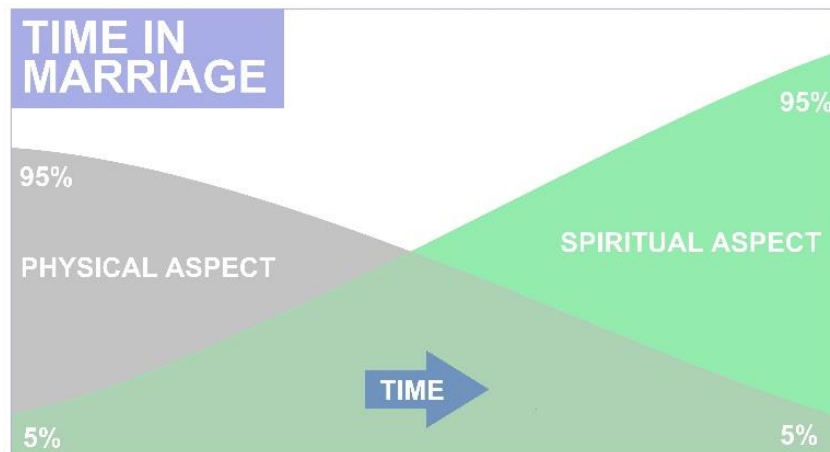 TIME IN
MARRIAGE
95%
95%
PHYSICAL ASPECT
SPIRITUAL ASPECT
TIME
5%
5%